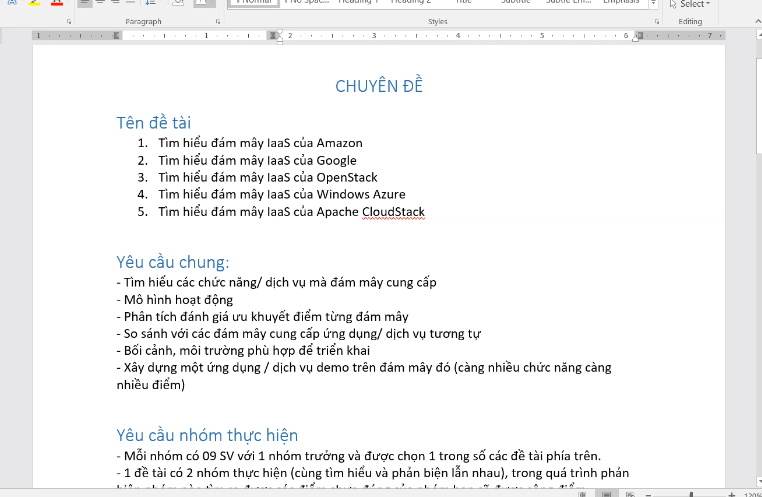 Select
Paragraph
Styles
Editing
CHUYÊN ĐỀ
Tên đề tài
1. Tìm hiểu đám mây IaaS của Amazon
2. Tìm hiểu đám mây IaaS của Google
3. Tìm hiểu đám mây IaaS của OpenStack
4. Tìm hiểu đám mây IaaS của Windows Azure
5. Tìm hiểu đám mây IaaS của Apache CloudStack
Yêu cầu chung:
- Tìm hiểu các chức năng/ dịch vụ mà đám mây cung cấp
- Mô hình hoạt động
- Phân tích đánh giá ưu khuyết điểm từng đám mây
- So sánh với các đám mây cung cấp ứng dụng/ dịch vụ tương tự
- Bối cảnh, môi trường phù hợp để triển khai
- Xây dựng một ứng dụng / dịch vụ demo trên đám mây đó (càng nhiều chức năng càng
nhiều điểm)
Yêu cầu nhóm thực hiện
- Mỗi nhóm có 09 SV với 1 nhóm trưởng và được chọn 1 trong số các đề tài phía trên.
- 1 đề tài có 2 nhóm thực hiện (cùng tìm hiểu và phản biện lẫn nhau), trong quá trình phản
120%